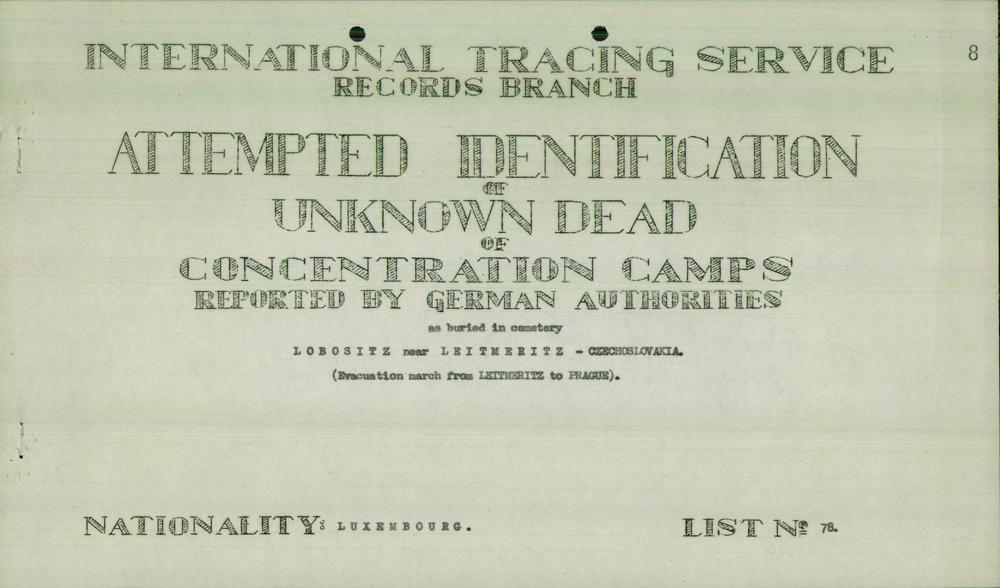 8
INTERNATIONAL TRACING SERVICE
RECORDS BRANCH
ATTEMPTED IDENTIFICATION
OF
UNKNOWN DEAD
OF
CONCENTRATION CAMPS
REPORTED BY GERMAN AUTHORITIES
as buried in cemetery
LOBOSITZ near LEITMERITZ - CZECHOSLOVAKIA.
(Evacuation march from LEITMERITZ to PRAGUE).
NATIONALITY: LUXEMBOURG. LIST Nº 78.